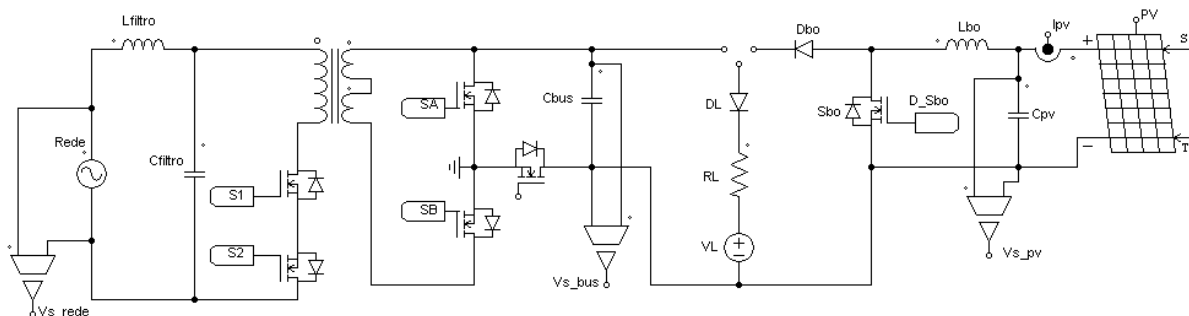 Lfiltro
Rede
Cfiltro
S1
S2
Vs_rede
SA
SB
Cbus
Vs_bus
DL
RL
VL
Dbo
Sbo
D_Sbo
Lbo
Ipv
Cpv
Vs_pv
PV
+
−
S
T